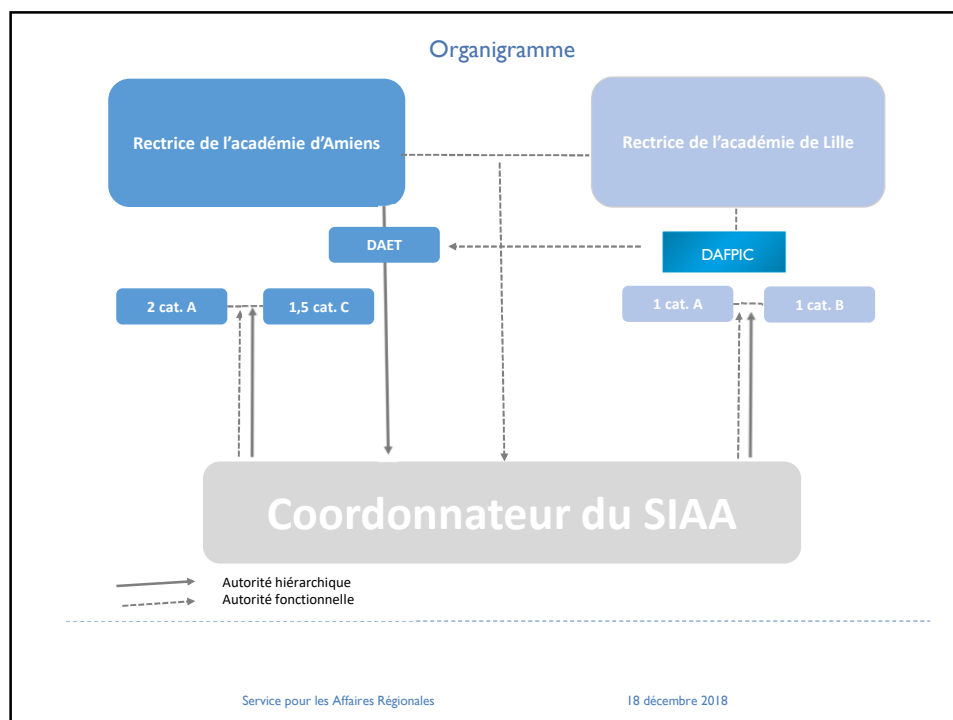 Organigramme
Rectrice de l’académie d’Amiens
Rectrice de l’académie de Lille
DAET
DAFPIC
2 cat. A
1,5 cat. C
1 cat. A
1 cat. B
Coordonnateur du SIAA
Autorité hiérarchique
Autorité fonctionnelle
Service pour les Affaires Régionales
18 décembre 2018